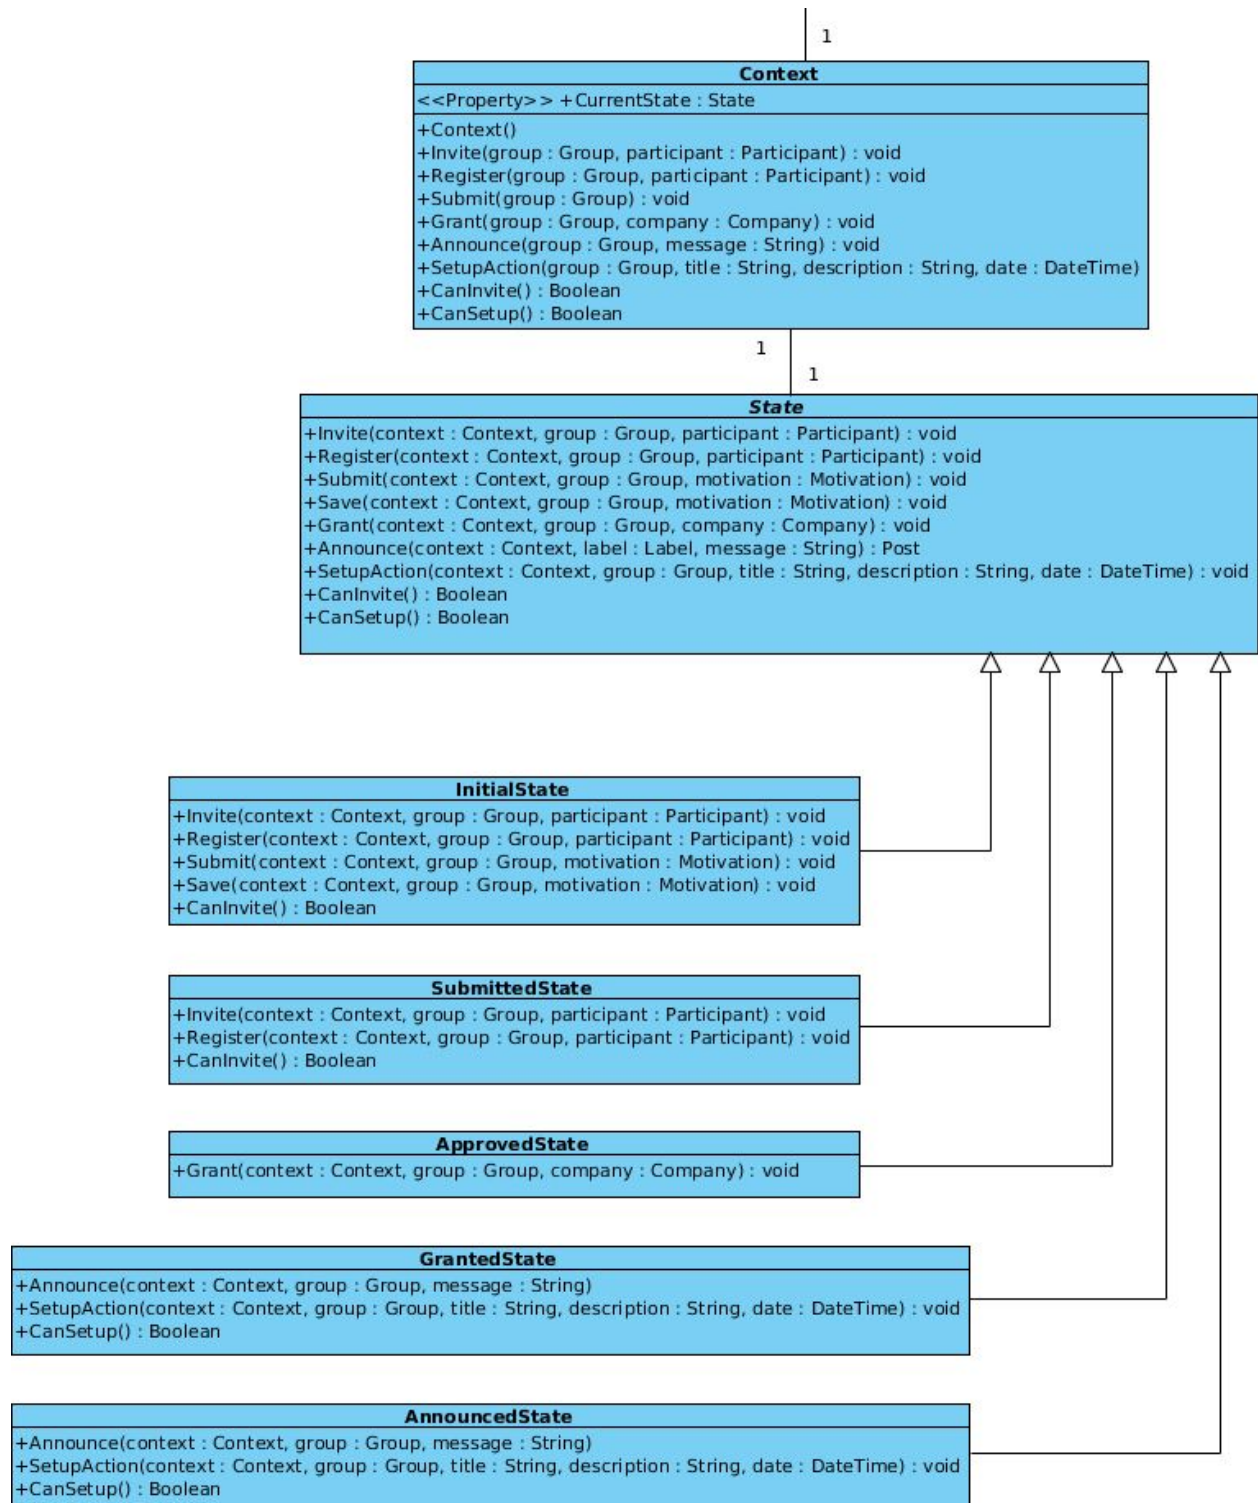 1
Context
<<Property>> +CurrentState : State
+Context()
+Invite(group : Group, participant : Participant) : void
+Register(group : Group, participant : Participant) : void
+Submit(group : Group) : void
+Grant(group : Group, company : Company) : void
+Announce(group : Group, message : String) : void
+SetupAction(group : Group, title : String, description : String, date : DateTime)
+CanInvite() : Boolean
+CanSetup() : Boolean
1
1
State
+Invite(context : Context, group : Group, participant : Participant) : void
+Register(context : Context, group : Group, participant : Participant) : void
+Submit(context : Context, group : Group, motivation : Motivation) : void
+Save(context : Context, group : Group, motivation : Motivation) : void
+Grant(context : Context, group : Group, company : Company) : void
+Announce(context : Context, label : Label, message : String) : Post
+SetupAction(context : Context, group : Group, title : String, description : String, date : DateTime) : void
+CanInvite() : Boolean
+CanSetup() : Boolean
InitialState
+Invite(context : Context, group : Group, participant : Participant) : void
+Register(context : Context, group : Group, participant : Participant) : void
+Submit(context : Context, group : Group, motivation : Motivation) : void
+Save(context : Context, group : Group, motivation : Motivation) : void
+CanInvite() : Boolean
SubmittedState
+Invite(context : Context, group : Group, participant : Participant) : void
+Register(context : Context, group : Group, participant : Participant) : void
+CanInvite() : Boolean
ApprovedState
+Grant(context : Context, group : Group, company : Company) : void
GrantedState
+Announce(context : Context, group : Group, message : String)
+SetupAction(context : Context, group : Group, title : String, description : String, date : DateTime) : void
+CanSetup() : Boolean
AnnouncedState
+Announce(context : Context, group : Group, message : String)
+SetupAction(context : Context, group : Group, title : String, description : String, date : DateTime) : void
+CanSetup() : Boolean